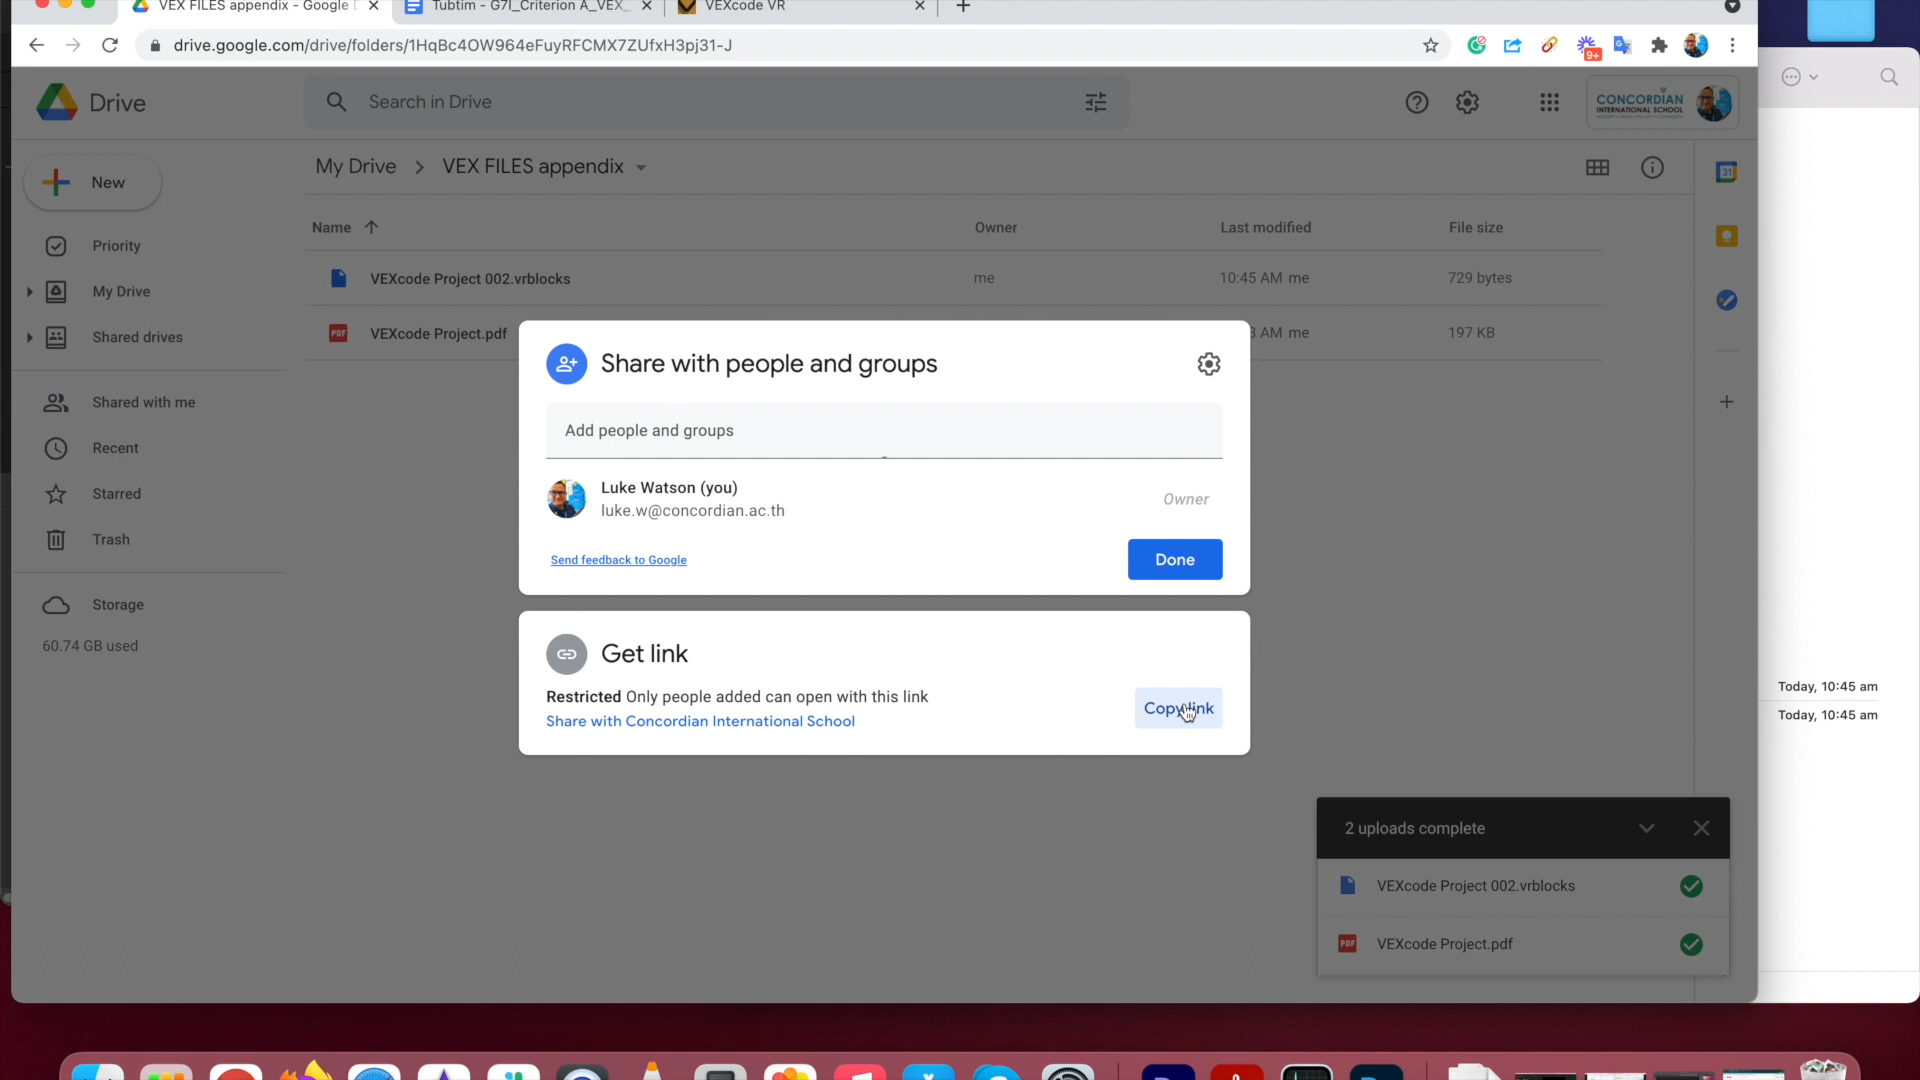 VEX FILES appendix - Google D
Tubtim - G7I_Criterion A_VEX_
VEXcode VR
drive.google.com/drive/folders/1HqBc4OW964eFuyRFCMX7ZUfxH3pj31-J
9+
Drive
Search in Drive
CONCORDIAN
INTERNATIONAL SCHOOL
New
My Drive
VEX FILES appendix
31
Name
Owner
Last modified
File size
Priority
VEXcode Project 002.vrblocks
me
10:45 AM me
729 bytes
My Drive
Shared drives
PDF
VEXcode Project.pdf
AM me
197 KB
Share with people and groups
Shared with me
Add people and groups
Recent
Starred
Luke Watson (you)
luke.w@concordian.ac.th
Owner
Trash
Send feedback to Google
Done
Storage
60.74 GB used
Get link
Restricted Only people added can open with this link
Share with Concordian International School
Copy link
Today, 10:45 am
Today, 10:45 am
2 uploads complete
VEXcode Project 002.vrblocks
PDF
VEXcode Project.pdf